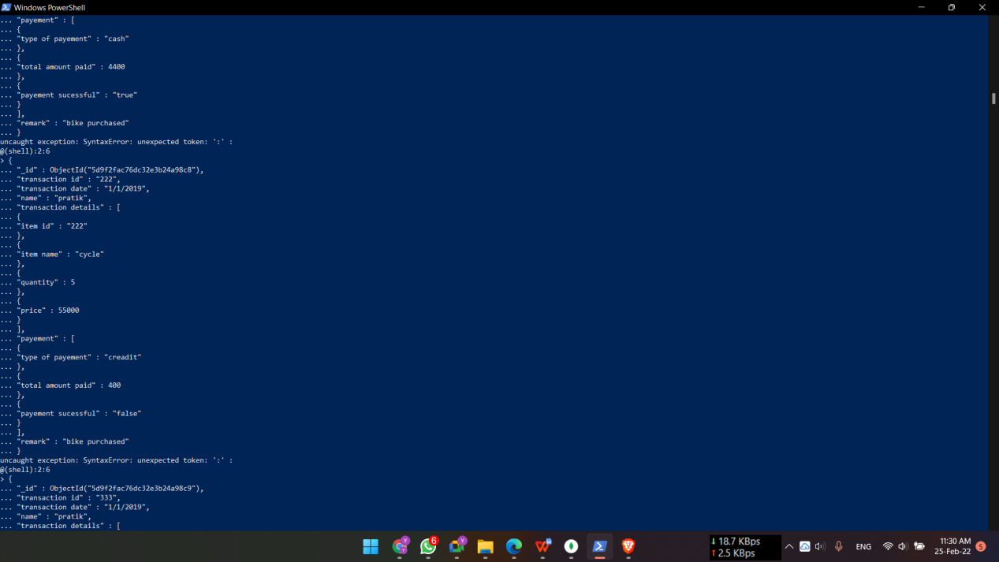 Windows PowerShell
... "payement" : [
... {
... "type of payement" : "cash"
... },
... {
... "total amount paid" : 4400
... },
... {
... "payement sucessful" : "true"
... }
... ],
... "remark" : "bike purchased"
... }
uncaught exception: SyntaxError: unexpected token: ':' :
@(shell):2:6
> {
... "_id" : ObjectId("5d9f2fac76dc32e3b24a98c8"),
... "transaction id" : "222",
... "transaction date" : "1/1/2019",
... "name" : "pratik",
... "transaction details" : [
... {
... "item id" : "222"
... },
... {
... "item name" : "cycle"
... },
... {
... "quantity" : 5
... },
... {
... "price" : 55000
... }
... ],
... "payement" : [
... {
... "type of payement" : "creadit"
... },
... {
... "total amount paid" : 400
... },
... {
... "payement sucessful" : "false"
... }
... ],
... "remark" : "bike purchased"
... }
uncaught exception: SyntaxError: unexpected token: ':' :
@(shell):2:6
> {
... "_id" : ObjectId("5d9f2fac76dc32e3b24a98c9"),
... "transaction id" : "333",
... "transaction date" : "1/1/2019",
... "name" : "pratik",
... "transaction details" : [
Y
Y
6
Y
W
↓ 18.7 KBps
↑ 2.5 KBps
ENG
11:30 AM
25-Feb-22
5